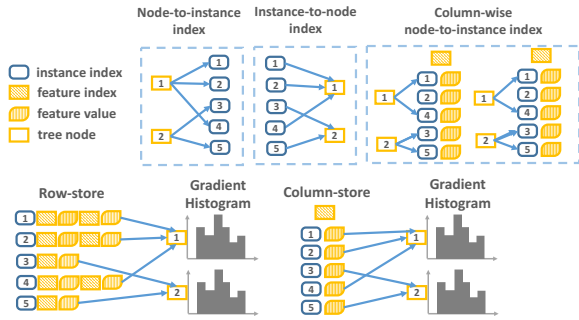 Node-to-instance
index
Instance-to-node
index
Column-wise
node-to-instance index
instance index
feature index
feature value
tree node
1
2
1
2
3
4
5
1
2
3
4
5
1
2
1
2
1
2
3
5
1
2
1
2
3
5
Row-store
Gradient
Histogram
1
2
3
4
5
1
2
Column-store
Gradient
Histogram
1
2
3
4
5
1
2